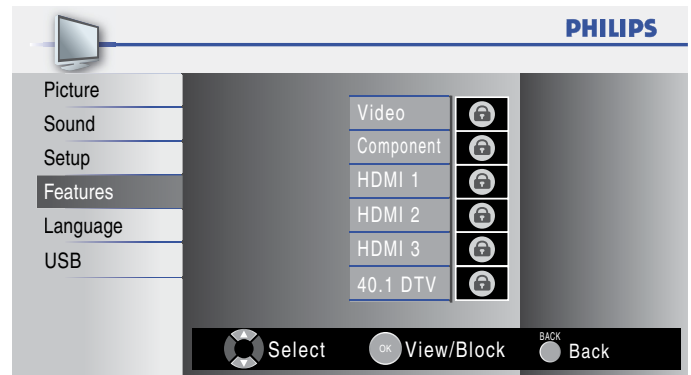 PHILIPS
Picture
Sound
Setup
Features
Language
USB
Video
Component
HDMI 1
HDMI 2
HDMI 3
40.1 DTV
Select
OK
View/Block
BACK
Back